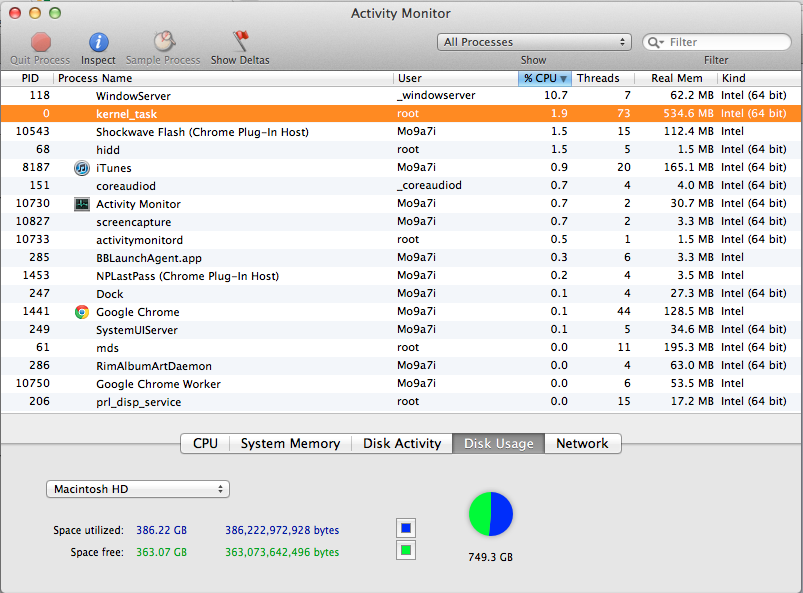 Activity Monitor
Quit Process Inspect Sample Process Show Deltas All Processes Show Filter Filter
PID Process Name User % CPU Threads Real Mem Kind
118 WindowServer _windowserver 10.7 7 62.2 MB Intel (64 bit)
0 kernel_task root 1.9 73 534.6 MB Intel (64 bit)
10543 Shockwave Flash (Chrome Plug-In Host) Mo9a7i 1.5 15 112.4 MB Intel
68 hidd root 1.5 5 1.5 MB Intel (64 bit)
8187 iTunes Mo9a7i 0.9 20 165.1 MB Intel (64 bit)
151 coreaudiod _coreaudiod 0.7 4 4.0 MB Intel (64 bit)
10730 Activity Monitor Mo9a7i 0.7 2 30.7 MB Intel (64 bit)
10827 screencapture Mo9a7i 0.7 2 3.3 MB Intel (64 bit)
10733 activitymonitord root 0.5 1 1.5 MB Intel (64 bit)
285 BBLaunchAgent.app Mo9a7i 0.3 6 3.3 MB Intel
1453 NPLastPass (Chrome Plug-In Host) Mo9a7i 0.2 4 3.5 MB Intel
247 Dock Mo9a7i 0.1 4 27.3 MB Intel (64 bit)
1441 Google Chrome Mo9a7i 0.1 44 128.5 MB Intel
249 SystemUIServer Mo9a7i 0.1 5 34.6 MB Intel (64 bit)
61 mds root 0.0 11 195.3 MB Intel (64 bit)
286 RimAlbumArtDaemon Mo9a7i 0.0 4 63.0 MB Intel (64 bit)
10750 Google Chrome Worker Mo9a7i 0.0 6 53.5 MB Intel
206 prl_disp_service root 0.0 15 17.2 MB Intel (64 bit)
CPU System Memory Disk Activity Disk Usage Network
Macintosh HD
Space utilized: 386.22 GB 386,222,972,928 bytes
Space free: 363.07 GB 363,073,642,496 bytes
749.3 GB